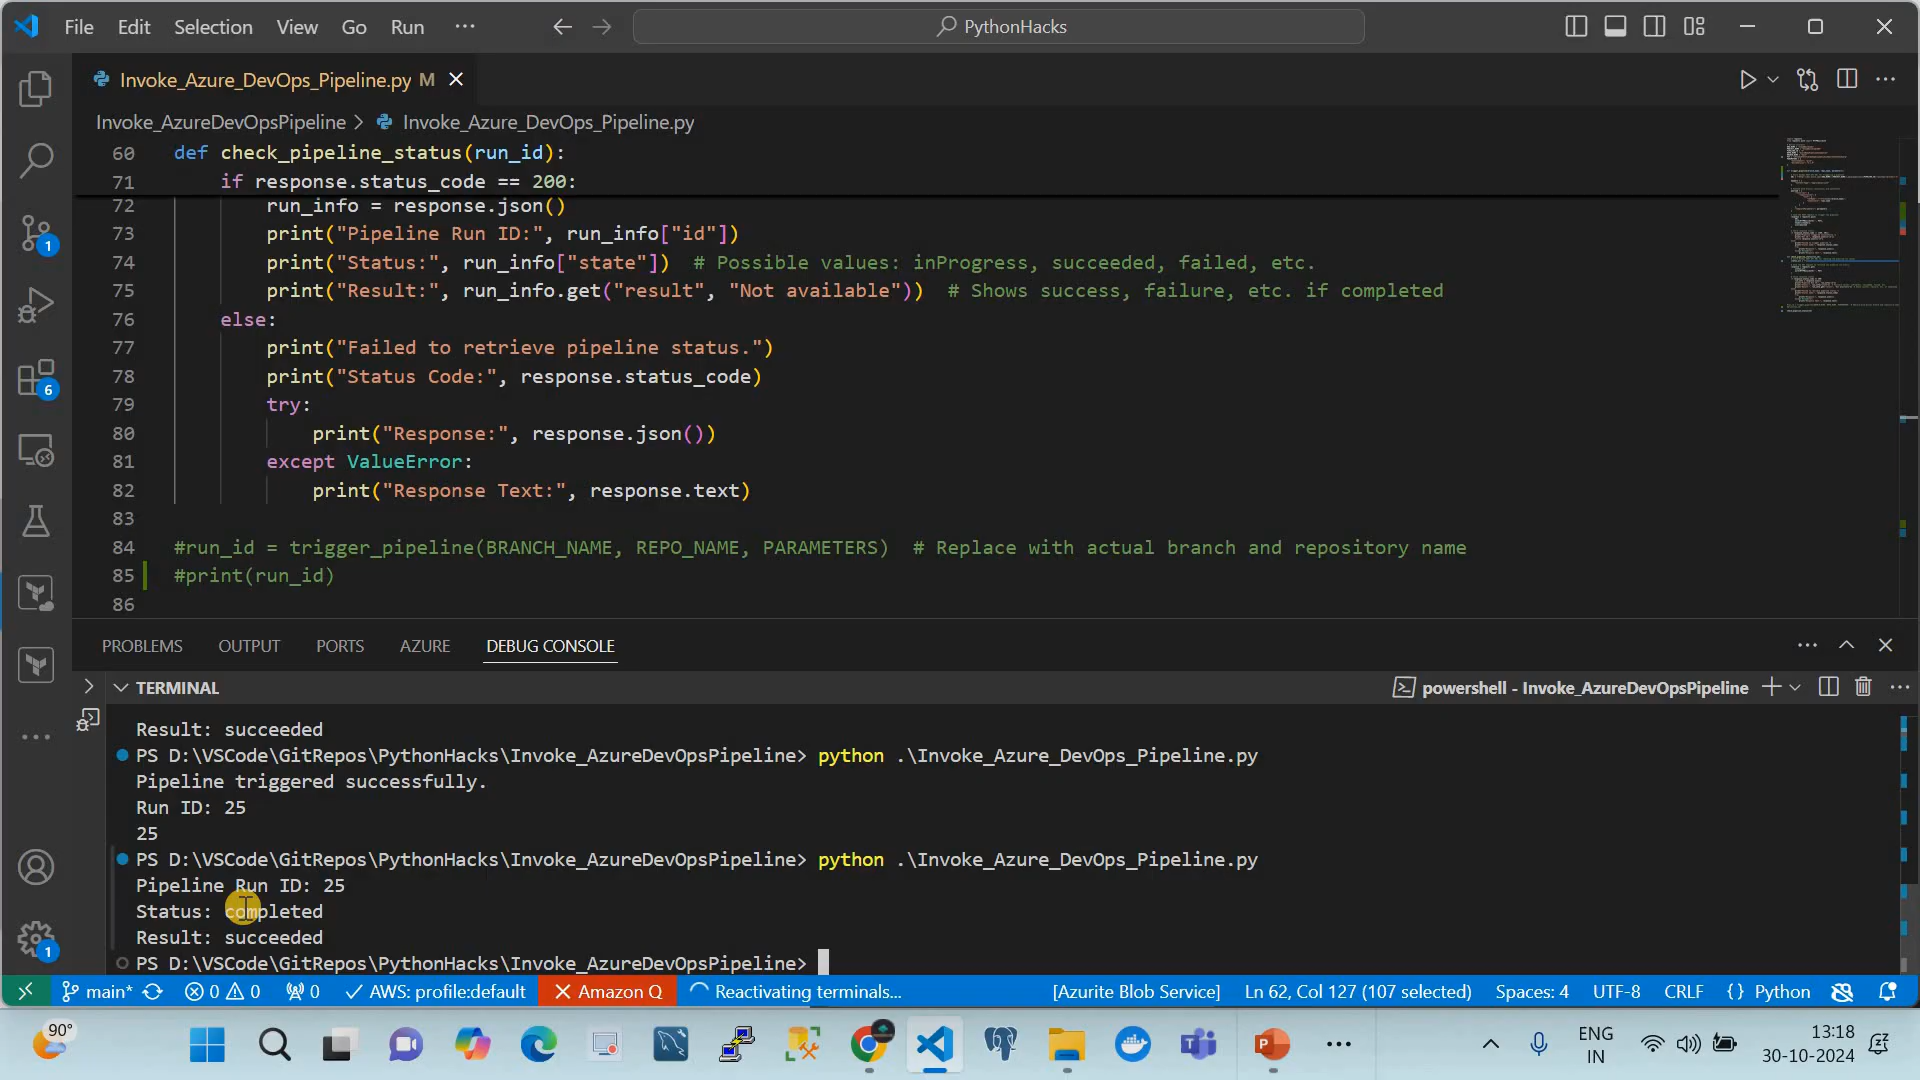 File Edit Selection View Go Run ··· PythonHacks
Invoke_Azure_DevOps_Pipeline.py M
Invoke_AzureDevOpsPipeline > Invoke_Azure_DevOps_Pipeline.py
60 def check_pipeline_status(run_id):
71 if response.status_code == 200:
72 run_info = response.json()
73 print("Pipeline Run ID:", run_info["id"])
74 print("Status:", run_info["state"]) # Possible values: inProgress, succeeded, failed, etc.
75 print("Result:", run_info.get("result", "Not available")) # Shows success, failure, etc. if completed
76 else:
77 print("Failed to retrieve pipeline status.")
78 print("Status Code:", response.status_code)
79 try:
80 print("Response:", response.json())
81 except ValueError:
82 print("Response Text:", response.text)
83
84 #run_id = trigger_pipeline(BRANCH_NAME, REPO_NAME, PARAMETERS) # Replace with actual branch and repository name
85 #print(run_id)
86
1
6
1
PROBLEMS OUTPUT PORTS AZURE DEBUG CONSOLE
TERMINAL powershell - Invoke_AzureDevOpsPipeline
Result: succeeded
PS D:\VSCode\GitRepos\PythonHacks\Invoke_AzureDevOpsPipeline> python .\Invoke_Azure_DevOps_Pipeline.py
Pipeline triggered successfully.
Run ID: 25
25
PS D:\VSCode\GitRepos\PythonHacks\Invoke_AzureDevOpsPipeline> python .\Invoke_Azure_DevOps_Pipeline.py
Pipeline Run ID: 25
Status: completed
Result: succeeded
PS D:\VSCode\GitRepos\PythonHacks\Invoke_AzureDevOpsPipeline>
main* 0 0 0 AWS: profile:default Amazon Q Reactivating terminals... [Azurite Blob Service] Ln 62, Col 127 (107 selected) Spaces: 4 UTF-8 CRLF {} Python
90° ENG IN 13:18 30-10-2024